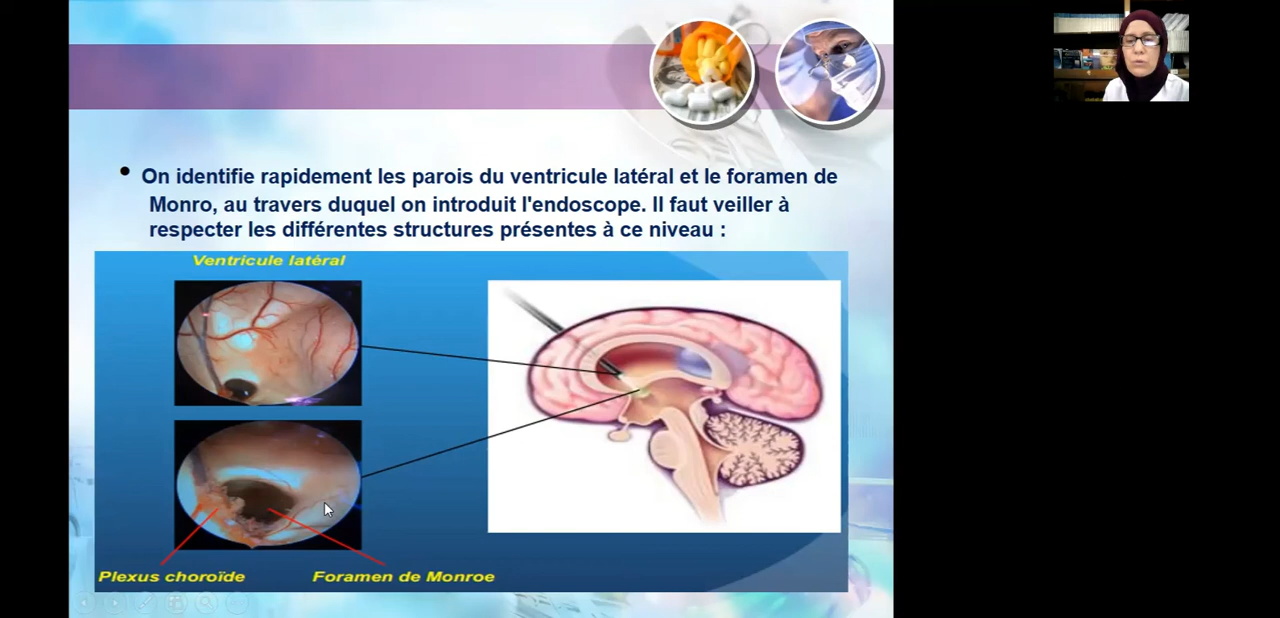 • On identifie rapidement les parois du ventricule latéral et le foramen de
Monro, au travers duquel on introduit l'endoscope. Il faut veiller à
respecter les différentes structures présentes à ce niveau :
Ventricule latéral
Plexus choroïde
Foramen de Monroe